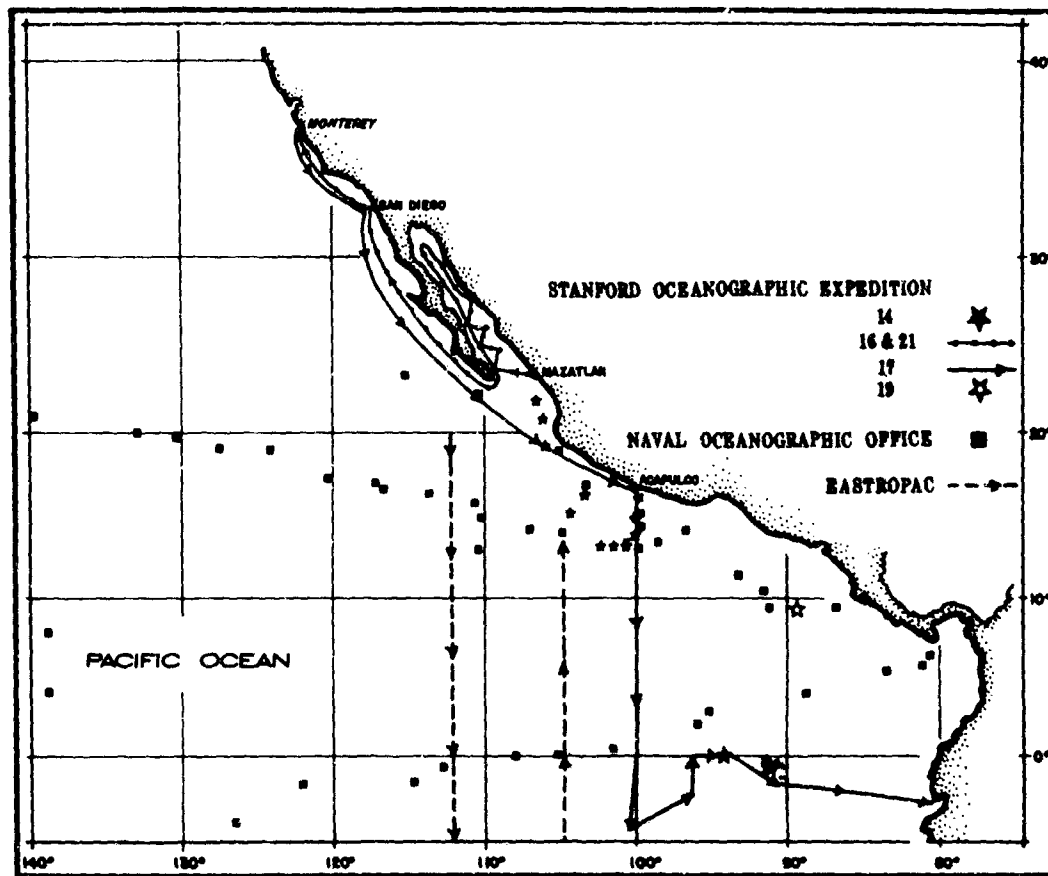 40°
MONTEREY
SAN DIEGO
30°
STANFORD OCEANOGRAPHIC EXPEDITION
14
16 & 21
17
19
MAZATLAN
20°
NAVAL OCEANOGRAPHIC OFFICE
ACAPULCO
EASTROPAC
10°
PACIFIC OCEAN
0°
140° 130° 120° 110° 100° 90° 80°